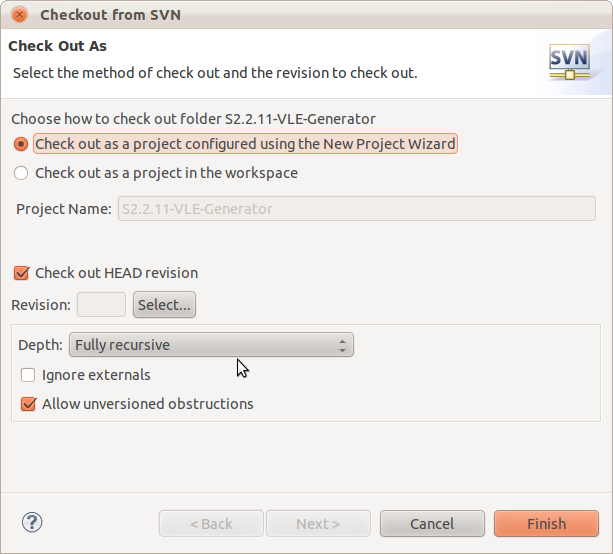 Checkout from SVN
Check Out As
Select the method of check out and the revision to check out.
SVN
Choose how to check out folder S2.2.11-VLE-Generator
Check out as a project configured using the New Project Wizard
Check out as a project in the workspace
Project Name: S2.2.11-VLE-Generator
Check out HEAD revision
Revision: Select...
Depth: Fully recursive
Ignore externals
Allow unversioned obstructions
? < Back Next > Cancel Finish